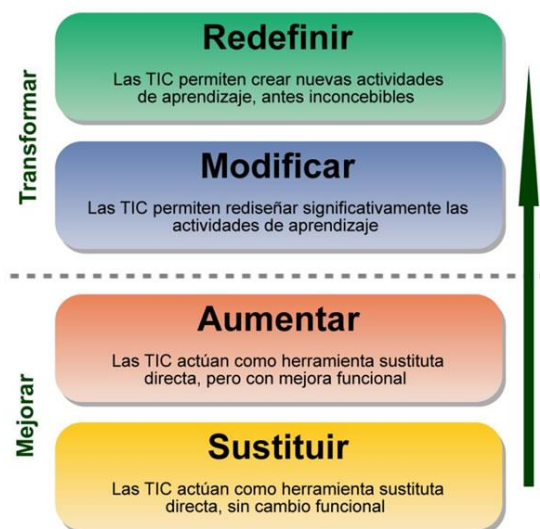 Transformar
Redefinir
Las TIC permiten crear nuevas actividades
de aprendizaje, antes inconcebibles
Modificar
Las TIC permiten rediseñar significativamente las
actividades de aprendizaje
Mejorar
Aumentar
Las TIC actúan como herramienta sustituta
directa, pero con mejora funcional
Sustituir
Las TIC actúan como herramienta sustituta
directa, sin cambio funcional